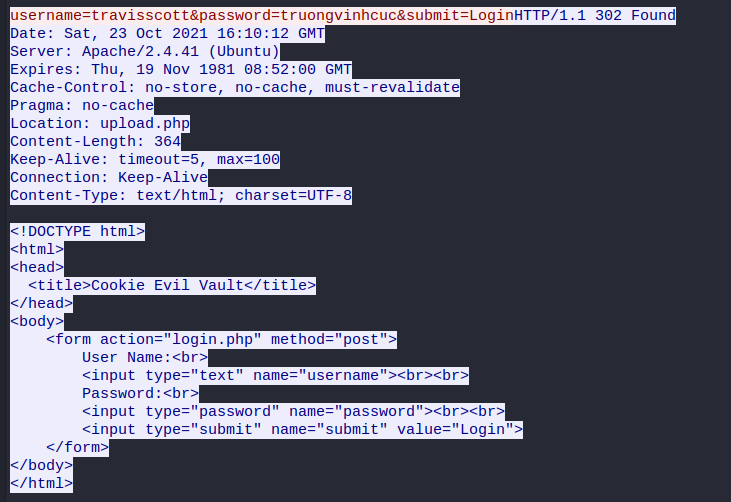 username=travisscott&password=truongvinhcuc&submit=LoginHTTP/1.1 302 Found
Date: Sat, 23 Oct 2021 16:10:12 GMT
Server: Apache/2.4.41 (Ubuntu)
Expires: Thu, 19 Nov 1981 08:52:00 GMT
Cache-Control: no-store, no-cache, must-revalidate
Pragma: no-cache
Location: upload.php
Content-Length: 364
Keep-Alive: timeout=5, max=100
Connection: Keep-Alive
Content-Type: text/html; charset=UTF-8

<!DOCTYPE html>
<html>
<head>
  <title>Cookie Evil Vault</title>
</head>
<body>
    <form action="login.php" method="post">
        User Name:<br>
        <input type="text" name="username"><br><br>
        Password:<br>
        <input type="password" name="password"><br><br>
        <input type="submit" name="submit" value="Login">
    </form>
</body>
</html>